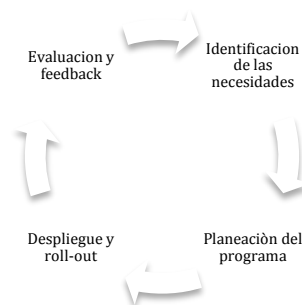 Evaluacion y
feedback
Identificacion
de las
necesidades
Planeaciòn del
programa
Despliegue y
roll-out